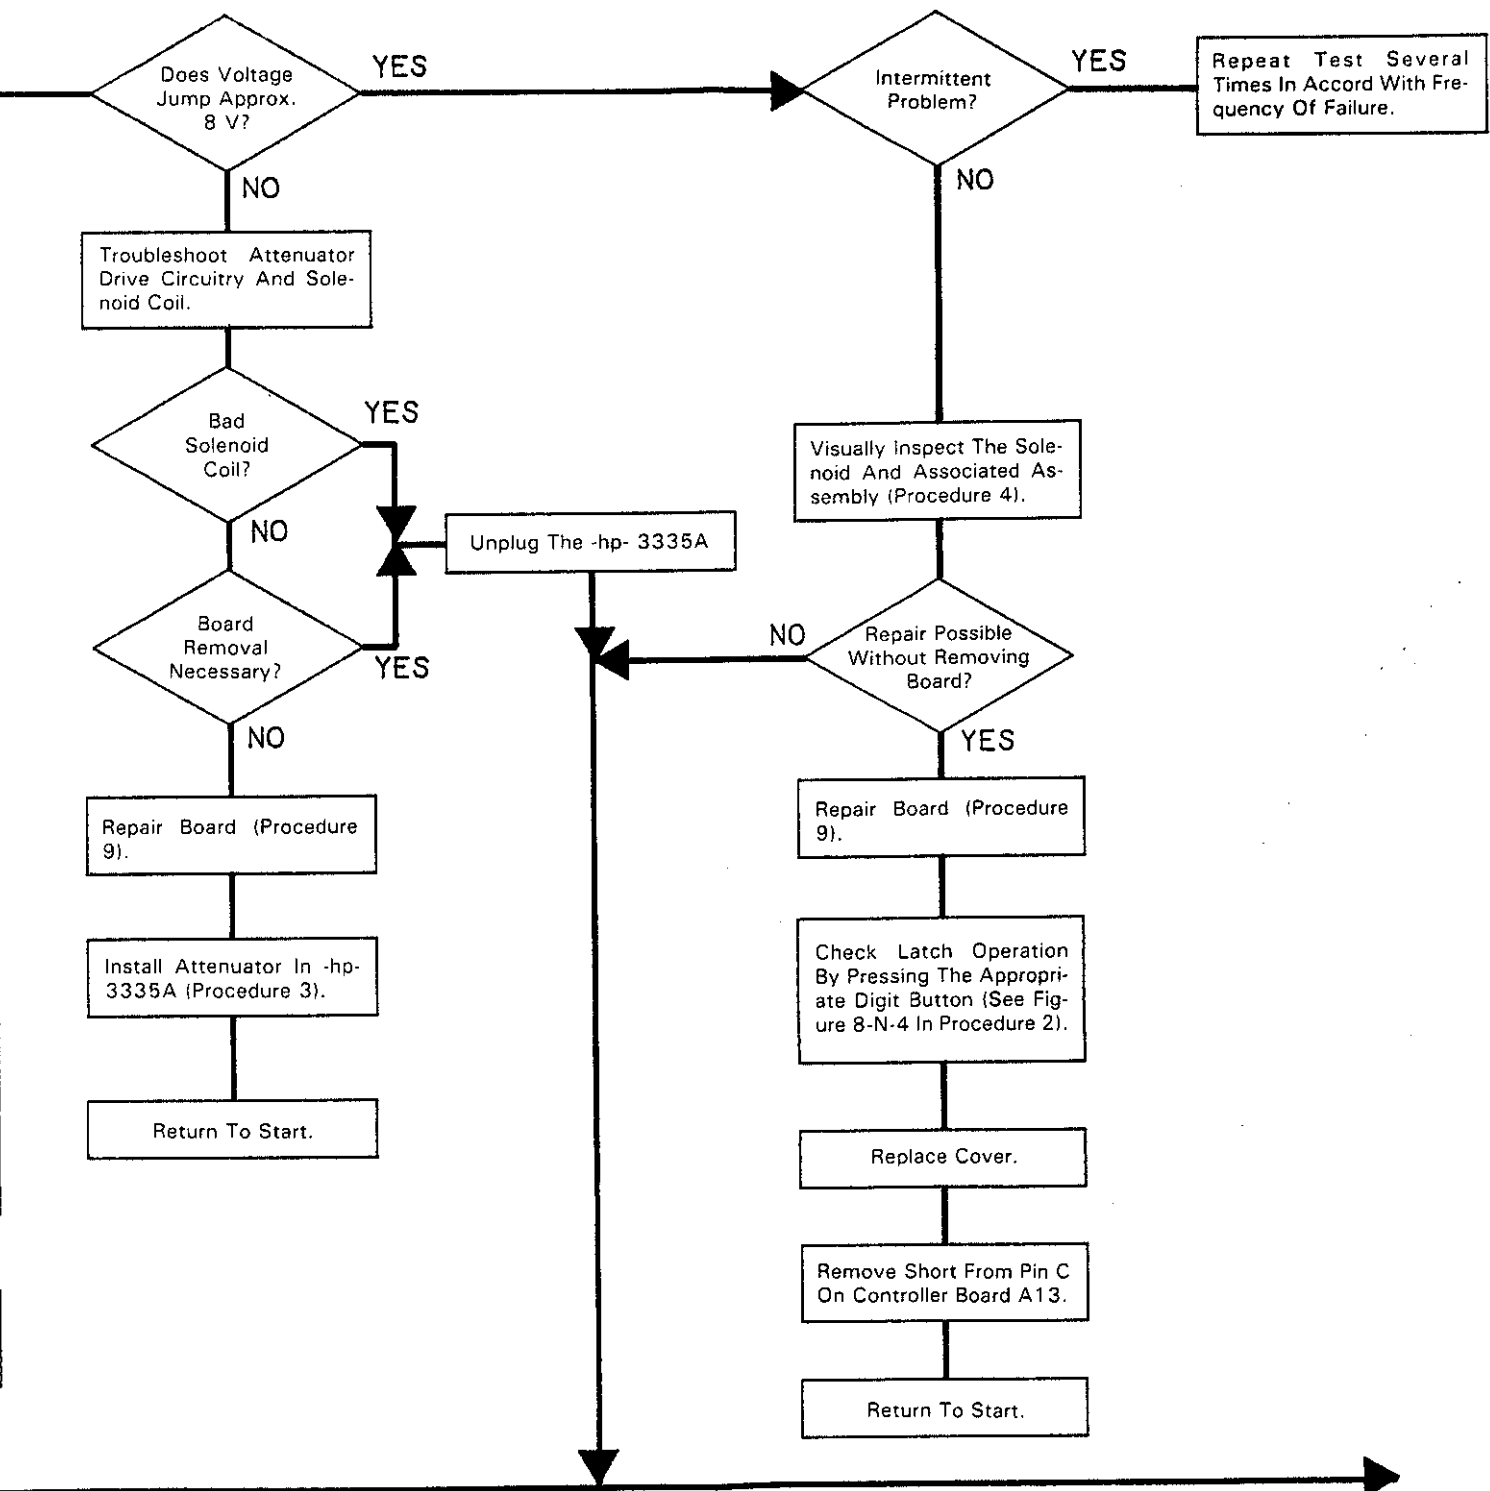 Does Voltage
Jump Approx.
8 V?
YES
NO
Troubleshoot Attenuator
Drive Circuitry And Sole-
noid Coil.
Bad
Solenoid
Coil?
YES
NO
Unplug The -hp- 3335A
Board
Removal
Necessary?
YES
NO
Repair Board (Procedure
9).
Install Attenuator In -hp-
3335A (Procedure 3).
Return To Start.
Intermittent
Problem?
YES
Repeat Test Several
Times In Accord With Fre-
quency Of Failure.
NO
Visually Inspect The Sole-
noid And Associated As-
sembly (Procedure 4).
Repair Possible
Without Removing
Board?
NO
YES
Repair Board (Procedure
9).
Check Latch Operation
By Pressing The Appropri-
ate Digit Button (See Fig-
ure 8-N-4 In Procedure 2).
Replace Cover.
Remove Short From Pin C
On Controller Board A13.
Return To Start.